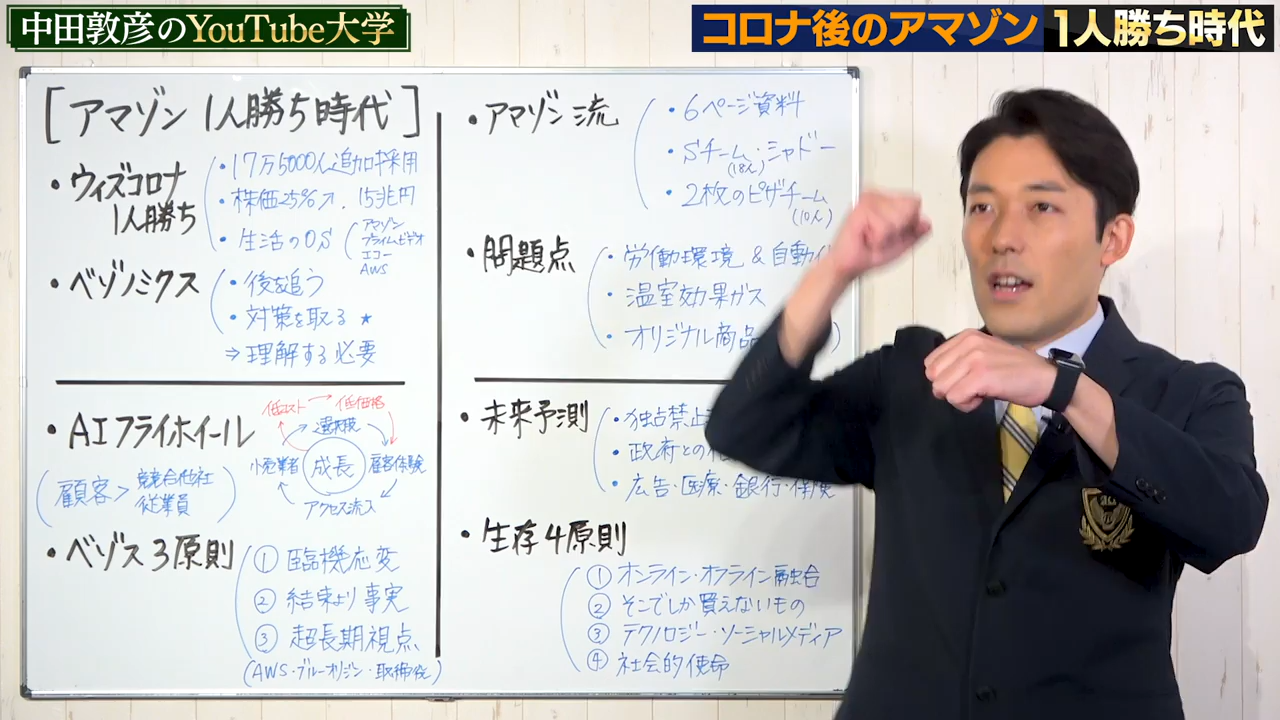 中田敦彦のYouTube大学
コロナ後のアマゾン 1人勝ち時代
[アマゾン 1人勝ち時代]
・ウィズコロナ
1人勝ち
・17万5000人追加採用
・株価25%↗ 15兆円
・生活のOS
アマゾン
プライムビデオ
エコー
AWS
・ベゾノミクス
・後を追う
・対策を取る ★
⇒理解する必要
・AIフライホイール
(顧客>競合他社
従業員)
低コスト→低価格
選択肢
小売業者
成長
顧客体験
アクセス流入
・ベゾス3原則
① 臨機応変
② 結束より事実
③ 超長期視点
(AWS・ブルーオリジン・取締役)
・アマゾン流
・6ページ資料
・Sチーム・シャドー
(18人)
・2枚のピザチーム
(10人)
・問題点
・労働環境&自動
・温室効果ガス
・オリジナル商品
・未来予測
・独占禁止
・政府との
・広告・医療・銀行・保険
・生存4原則
① オンライン・オフライン融合
② そこでしか買えないもの
③ テクノロジー・ソーシャルメディア
④ 社会的使命